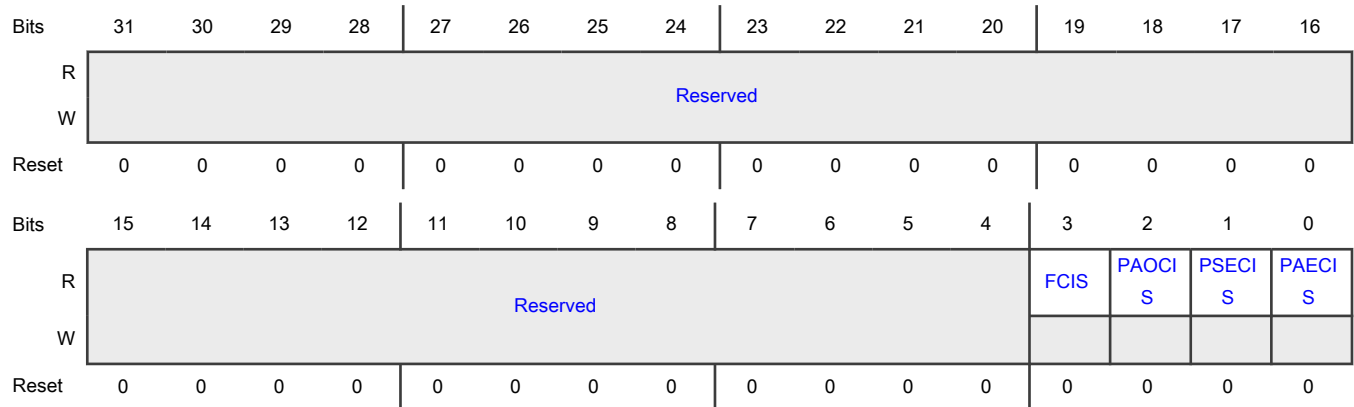 Bits 31 30 29 28 27 26 25 24 23 22 21 20 19 18 17 16
R
Reserved
W
Reset 0 0 0 0 0 0 0 0 0 0 0 0 0 0 0 0
Bits 15 14 13 12 11 10 9 8 7 6 5 4 3 2 1 0
R FCIS PAOCI PSECI PAECI
S S S
Reserved
W
Reset 0 0 0 0 0 0 0 0 0 0 0 0 0 0 0 0